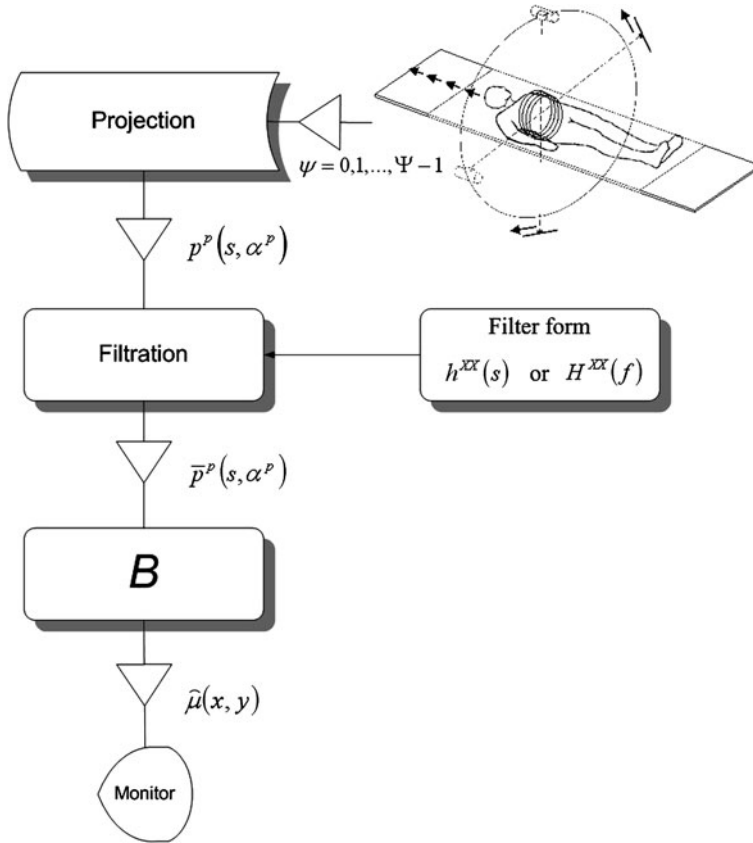 Projection
ψ = 0,1,..., Ψ − 1
p^p(s, α^p)
Filtration
Filter form
h^XX(s) or H^XX(f)
p̄^p(s, α^p)
B
μ̂(x, y)
Monitor